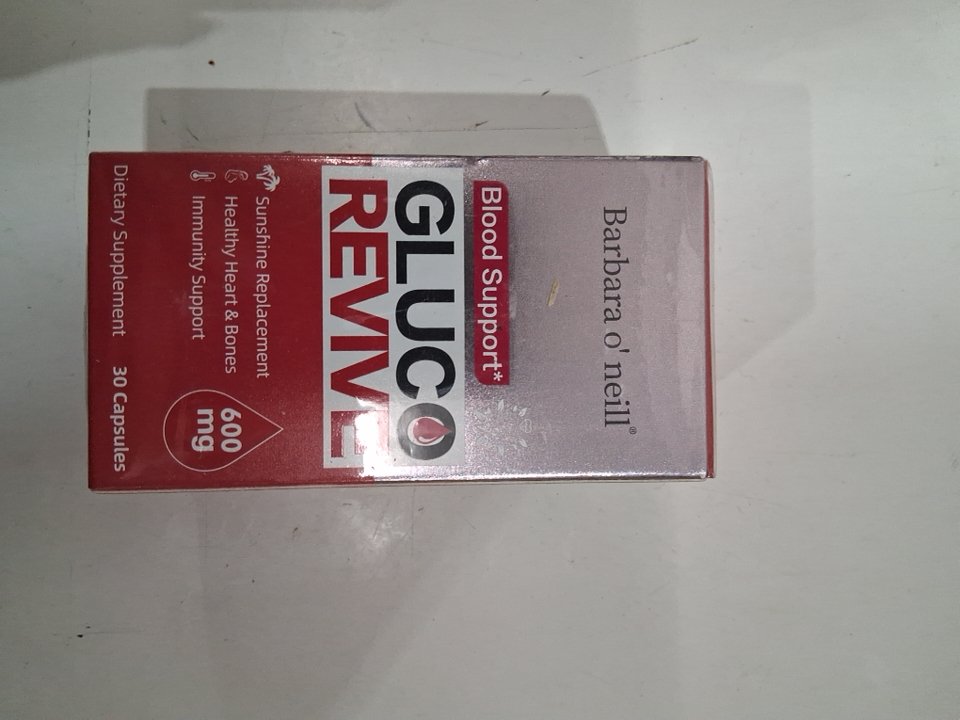 Barbara o' neill®
Blood Support*
GLUCO
REVIVE
Sunshine Replacement
Healthy Heart & Bones
Immunity Support
600
mg
Dietary Supplement 30 Capsules